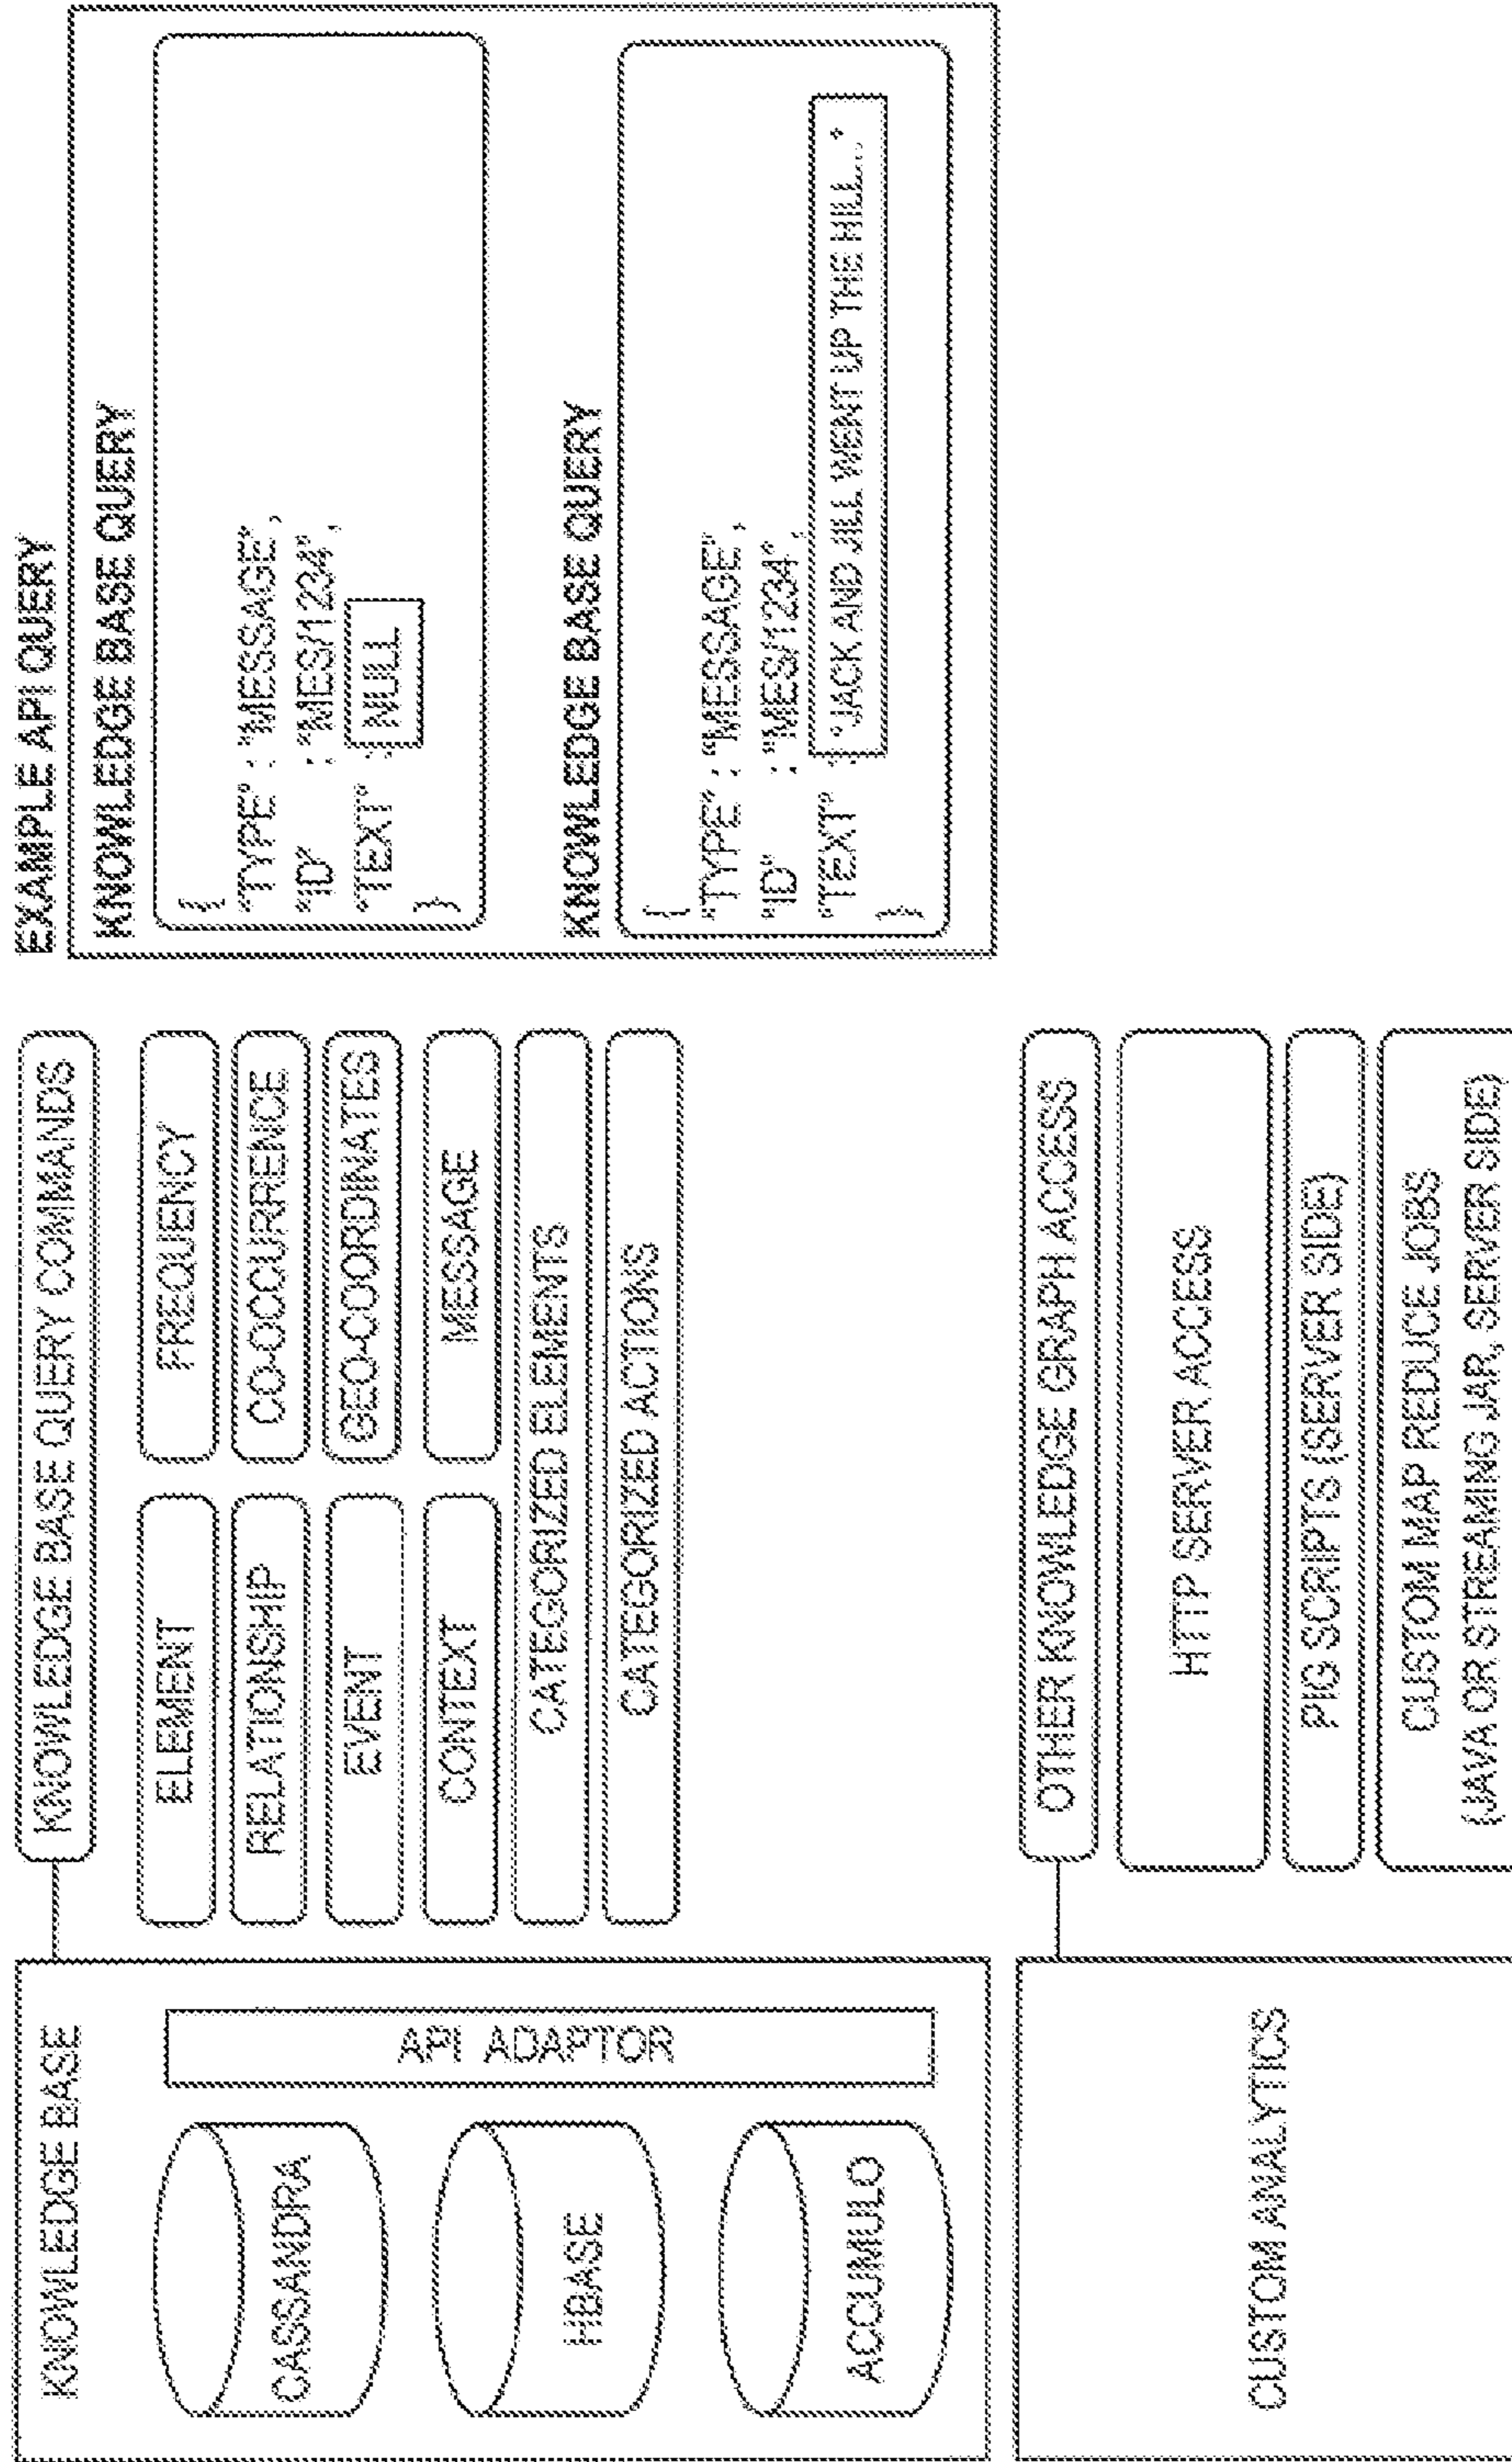 KNOWLEDGE BASE
CASSANDRA
HBASE
ACCUMULO
API ADAPTOR
KNOWLEDGE BASE QUERY COMMANDS
ELEMENT
FREQUENCY
RELATIONSHIP
CO-OCCURRENCE
EVENT
GEO-COORDINATES
CONTEXT
MESSAGE
CATEGORIZED ELEMENTS
CATEGORIZED ACTIONS
EXAMPLE API QUERY
KNOWLEDGE BASE QUERY
{
"TYPE" : "MESSAGE",
"ID" : "MES/1234",
"TEXT" : NULL
}
KNOWLEDGE BASE QUERY
{
"TYPE" : "MESSAGE",
"ID" : "MES/1234",
"TEXT" : "JACK AND JILL WENT UP THE HILL..."
}
CUSTOM ANALYTICS
OTHER KNOWLEDGE GRAPH ACCESS
HTTP SERVER ACCESS
PIG SCRIPTS (SERVER SIDE)
CUSTOM MAP REDUCE JOBS
(JAVA OR STREAMING JAR, SERVER SIDE)